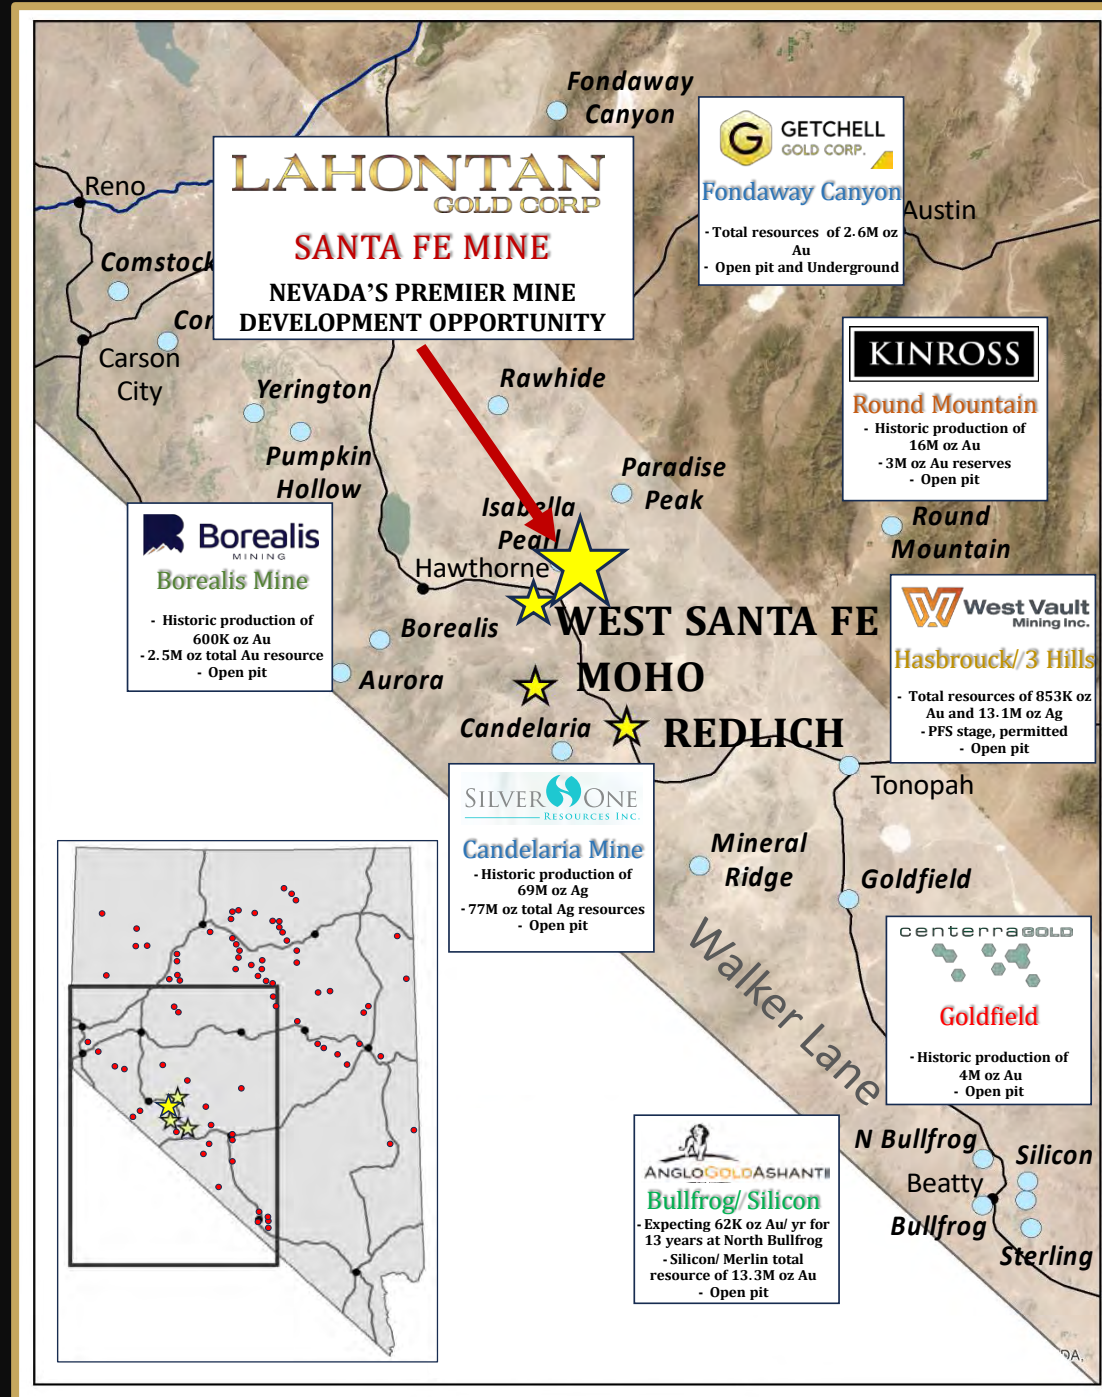 Fondaway
Canyon
GETCHELL
GOLD CORP.
Fondaway Canyon
- Total resources of 2.6M oz
Au
- Open pit and Underground
Austin
LAHONTAN
GOLD CORP
SANTA FE MINE
NEVADA'S PREMIER MINE
DEVELOPMENT OPPORTUNITY
Reno
Comstock
Cor
Carson
City
KINROSS
Round Mountain
- Historic production of
16M oz Au
- 3M oz Au reserves
- Open pit
Round
Mountain
Yerington
Pumpkin
Hollow
Rawhide
Paradise
Peak
Isabella
Pearl
Hawthorne
Borealis
MINING
Borealis Mine
- Historic production of
600K oz Au
- 2.5M oz total Au resource
- Open pit
Borealis
Aurora
WEST SANTA FE
MOHO
Candelaria
REDLICH
West Vault
Mining Inc.
Hasbrouck/3 Hills
- Total resources of 853K oz
Au and 13.1M oz Ag
- PFS stage, permitted
- Open pit
Tonopah
SILVER ONE
RESOURCES INC.
Candelaria Mine
- Historic production of
69M oz Ag
- 77M oz total Ag resources
- Open pit
Mineral
Ridge
Goldfield
Walker Lane
centerraGOLD
Goldfield
- Historic production of
4M oz Au
- Open pit
ANGLOGOLDASHANTI
Bullfrog/Silicon
- Expecting 62K oz Au/ yr for
13 years at North Bullfrog
- Silicon/ Merlin total
resource of 13.3M oz Au
- Open pit
N Bullfrog
Silicon
Beatty
Bullfrog
Sterling
DA,